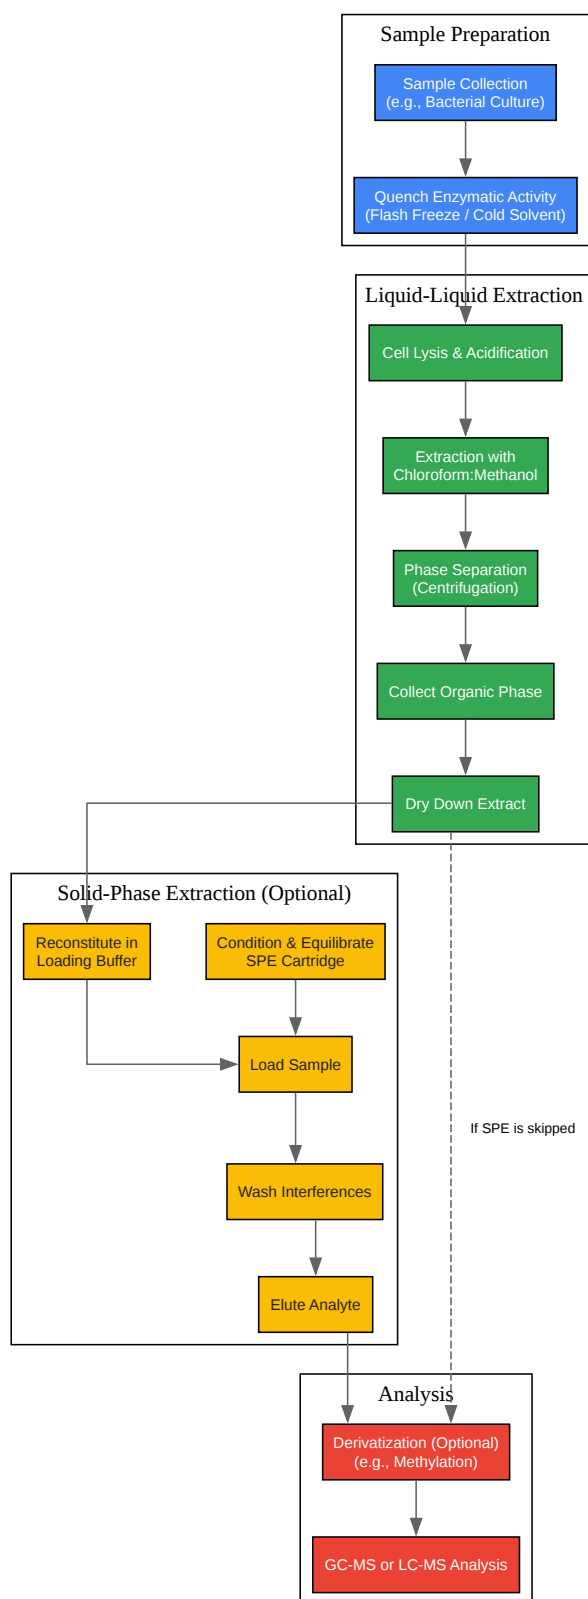 Sample Preparation
Sample Collection
(e.g., Bacterial Culture)
Quench Enzymatic Activity
(Flash Freeze / Cold Solvent)
Liquid-Liquid Extraction
Cell Lysis & Acidification
Extraction with
Chloroform:Methanol
Phase Separation
(Centrifugation)
Collect Organic Phase
Dry Down Extract
Solid-Phase Extraction (Optional)
Reconstitute in
Loading Buffer
Condition & Equilibrate
SPE Cartridge
Load Sample
If SPE is skipped
Wash Interferences
Elute Analyte
Analysis
Derivatization (Optional)
(e.g., Methylation)
GC-MS or LC-MS Analysis